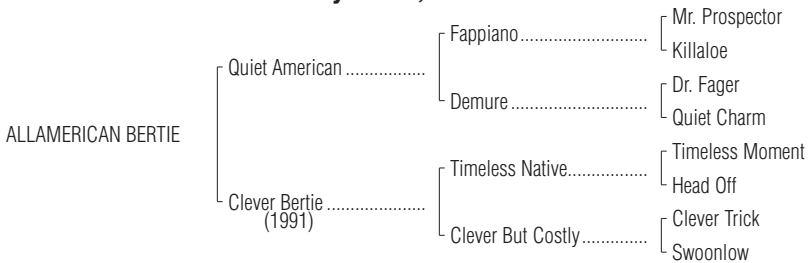 Mr. Prospector
Fappiano..............................
Killaloe
Quiet American ..................
Dr. Fager
Demure................................
Quiet Charm
ALLAMERICAN BERTIE
Timeless Moment
Timeless Native..................
Head Off
Clever Bertie .......................
(1991)
Clever Trick
Clever But Costly...............
Swoonlow